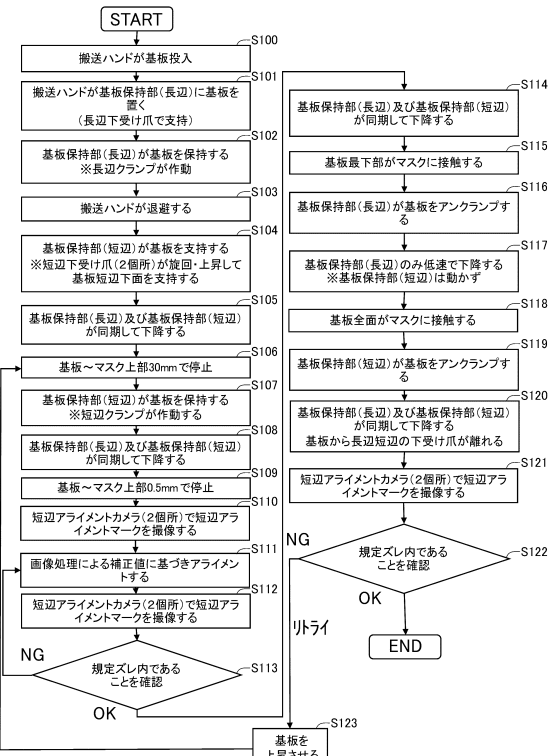 START
S100
搬送ハンドが基板投入
S101
搬送ハンドが基板保持部(長辺)に基板を
置く
(長辺下受け爪で支持)
S102
基板保持部(長辺)が基板を保持する
※長辺クランプが作動
S103
搬送ハンドが退避する
S104
基板保持部(短辺)が基板を支持する
※短辺下受け爪(2個所)が旋回・上昇して
基板短辺下面を支持する
S105
基板保持部(長辺)及び基板保持部(短辺)
が同期して下降する
S106
基板~マスク上部30mmで停止
S107
基板保持部(短辺)が基板を保持する
※短辺クランプが作動する
S108
基板保持部(長辺)及び基板保持部(短辺)
が同期して下降する
S109
基板~マスク上部0.5mmで停止
S110
短辺アライメントカメラ(2個所)で短辺アラ
イメントマークを撮像する
S111
画像処理による補正値に基づきアライメン
トする
S112
短辺アライメントカメラ(2個所)で短辺アラ
イメントマークを撮像する
NG
規定ズレ内である
ことを確認
S113
OK
S114
基板保持部(長辺)及び基板保持部(短辺)
が同期して下降する
S115
基板最下部がマスクに接触する
S116
基板保持部(長辺)が基板をアンクランプす
る
S117
基板保持部(長辺)のみ低速で下降する
※基板保持部(短辺)は動かず
S118
基板全面がマスクに接触する
S119
基板保持部(短辺)が基板をアンクランプす
る
S120
基板保持部(長辺)及び基板保持部(短辺)
が同期して下降する
基板から長辺短辺の下受け爪が離れる
S121
短辺アライメントカメラ(2個所)で短辺アラ
イメントマークを撮像する
NG
規定ズレ内である
ことを確認
S122
OK
リトライ
END
S123
基板を
上昇させる